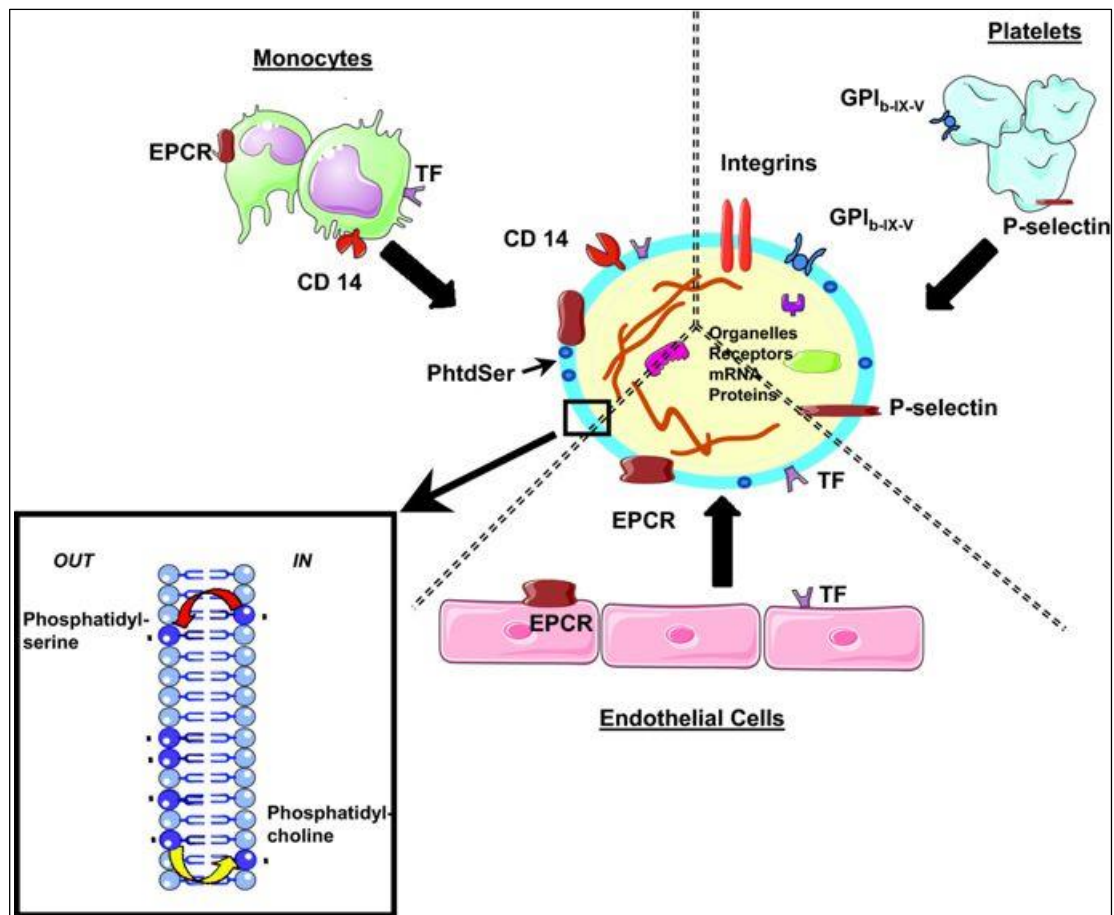 Monocytes
Platelets
GPIb-IX-V
EPCR
TF
Integrins
GPIb-IX-V
P-selectin
CD 14
CD 14
Organelles
Receptors
mRNA
Proteins
PhtdSer
P-selectin
TF
EPCR
OUT
IN
TF
Phosphatidyl-
serine
EPCR
Endothelial Cells
Phosphatidyl-
choline